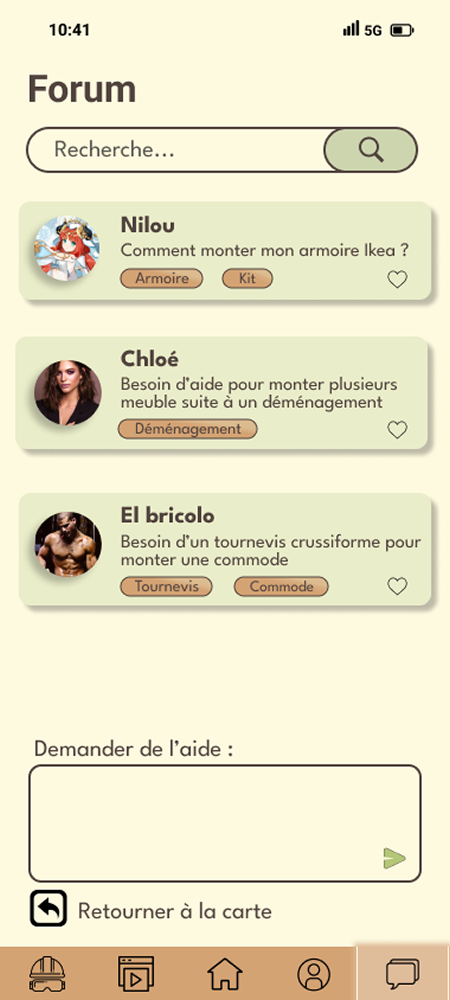 10:41
5G
Forum
Recherche...
Nilou
Comment monter mon armoire Ikea ?
Armoire
Kit
Chloé
Besoin d'aide pour monter plusieurs
meuble suite à un déménagement
Déménagement
El bricolo
Besoin d'un tournevis crussiforme pour
monter une commode
Tournevis
Commode
Demander de l'aide :
Retourner à la carte